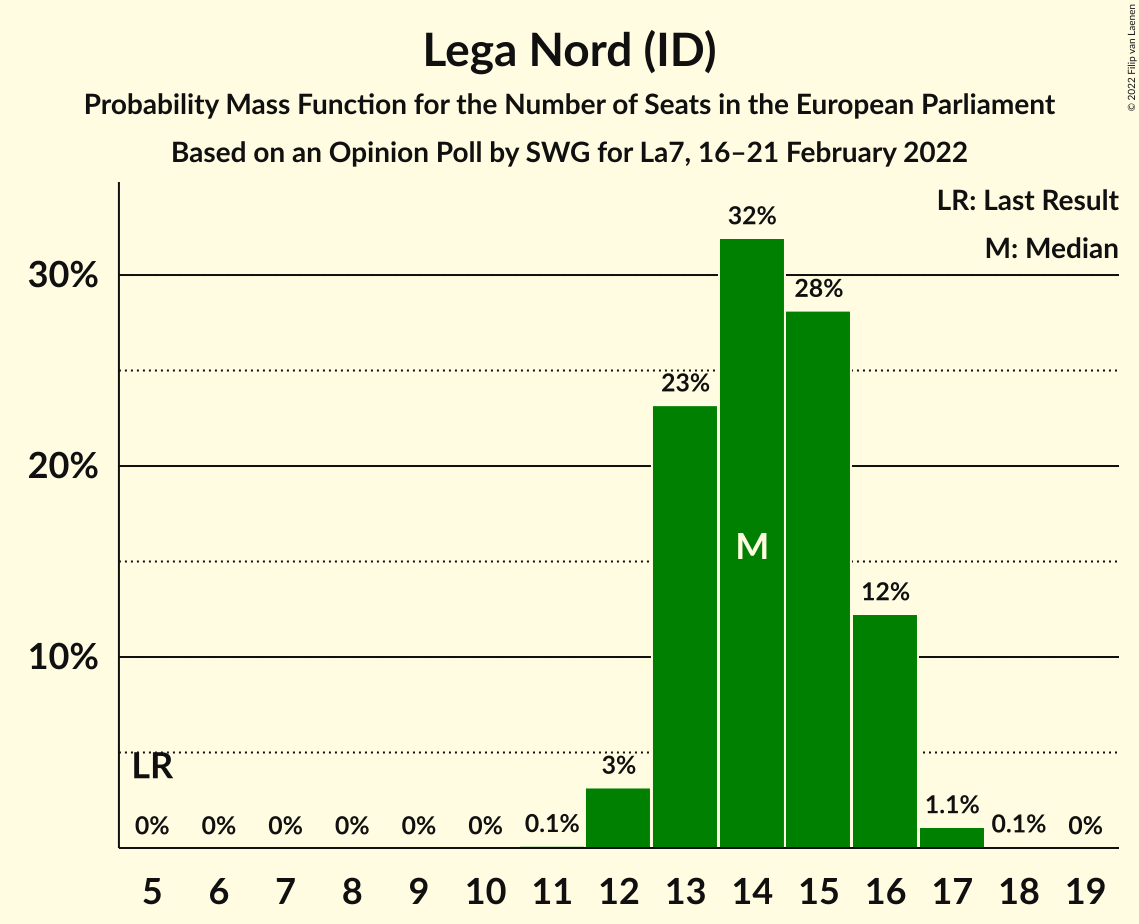 Lega Nord (ID)
Probability Mass Function for the Number of Seats in the European Parliament
Based on an Opinion Poll by SWG for La7, 16–21 February 2022
© 2022 Filip van Laenen
LR: Last Result
M: Median
30%
20%
10%
32%
28%
23%
M
12%
LR
3%
0% 0% 0% 0% 0% 0% 0.1% 1.1% 0.1% 0%
5 6 7 8 9 10 11 12 13 14 15 16 17 18 19